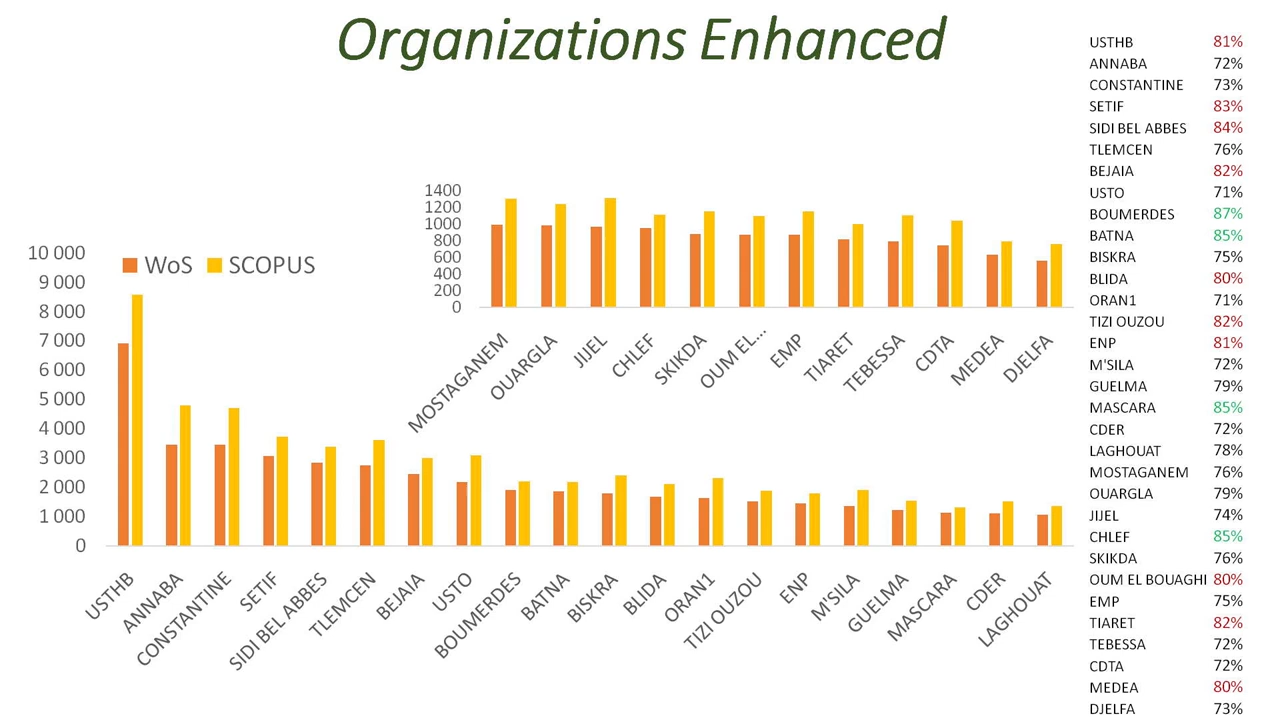 Organizations Enhanced
1400
1200
1000
800
600
400
200
0
MOSTAGANEM
OUARGLA
JIJEL
CHLEF
SKIKDA
OUM EL...
EMP
TIARET
TEBESSA
CDTA
MEDEA
DJELFA
WoS SCOPUS
10 000
9 000
8 000
7 000
6 000
5 000
4 000
3 000
2 000
1 000
0
USTHB
ANNABA
CONSTANTINE
SETIF
SIDI BEL ABBES
TLEMCEN
BEJAIA
USTO
BOUMERDES
BATNA
BISKRA
BLIDA
ORAN1
TIZI OUZOU
ENP
M'SILA
GUELMA
MASCARA
CDER
LAGHOUAT
USTHB 81%
ANNABA 72%
CONSTANTINE 73%
SETIF 83%
SIDI BEL ABBES 84%
TLEMCEN 76%
BEJAIA 82%
USTO 71%
BOUMERDES 87%
BATNA 85%
BISKRA 75%
BLIDA 80%
ORAN1 71%
TIZI OUZOU 82%
ENP 81%
M'SILA 72%
GUELMA 79%
MASCARA 85%
CDER 72%
LAGHOUAT 78%
MOSTAGANEM 76%
OUARGLA 79%
JIJEL 74%
CHLEF 85%
SKIKDA 76%
OUM EL BOUAGHI 80%
EMP 75%
TIARET 82%
TEBESSA 72%
CDTA 72%
MEDEA 80%
DJELFA 73%